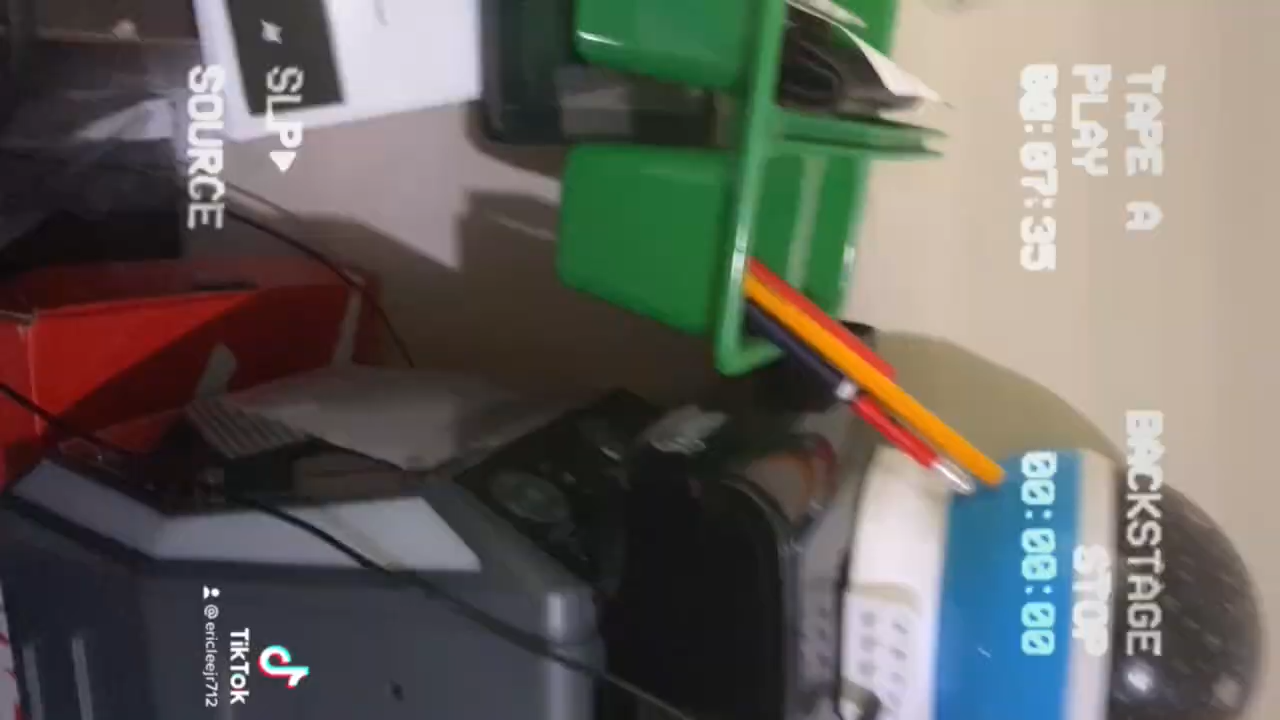 TAPE A
PLAY
00:07:35
BACKSTAGE
STOP
00:00:00
SLP
SOURCE
TikTok
@ericleejr712